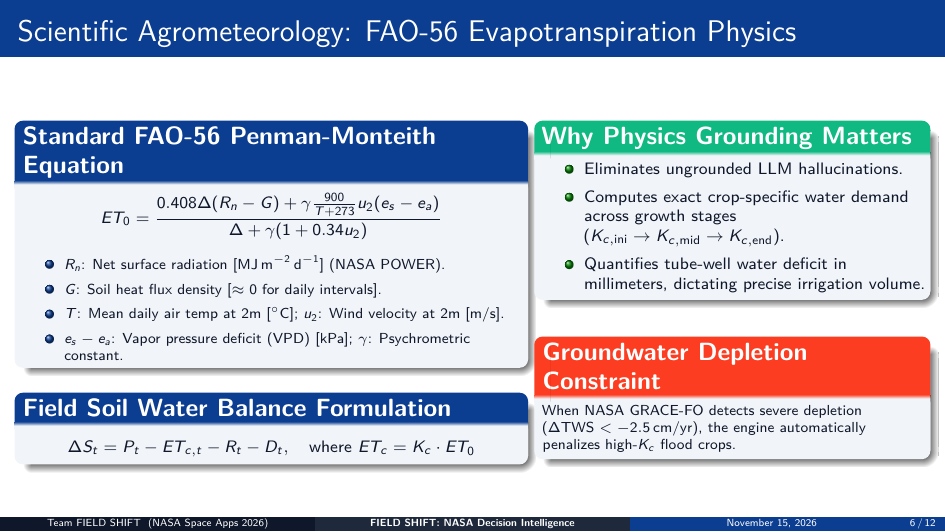 Scientific Agrometeorology: FAO-56 Evapotranspiration Physics
Standard FAO-56 Penman-Monteith
Equation
ET₀ = (0.408Δ(Rₙ − G) + γ 900/(T+273) u₂(eₛ − eₐ)) / (Δ + γ(1 + 0.34u₂))
Rₙ: Net surface radiation [MJ m⁻² d⁻¹] (NASA POWER).
G: Soil heat flux density [≈ 0 for daily intervals].
T: Mean daily air temp at 2m [°C]; u₂: Wind velocity at 2m [m/s].
eₛ − eₐ: Vapor pressure deficit (VPD) [kPa]; γ: Psychrometric
constant.
Field Soil Water Balance Formulation
ΔSₜ = Pₜ − ET_{c,t} − Rₜ − Dₜ, where ET_c = K_c · ET₀
Why Physics Grounding Matters
Eliminates ungrounded LLM hallucinations.
Computes exact crop-specific water demand
across growth stages
(K_{c,ini} → K_{c,mid} → K_{c,end}).
Quantifies tube-well water deficit in
millimeters, dictating precise irrigation volume.
Groundwater Depletion
Constraint
When NASA GRACE-FO detects severe depletion
(ΔTWS < −2.5 cm/yr), the engine automatically
penalizes high-K_c flood crops.
Team FIELD SHIFT (NASA Space Apps 2026)
FIELD SHIFT: NASA Decision Intelligence
November 15, 2026
6 / 12